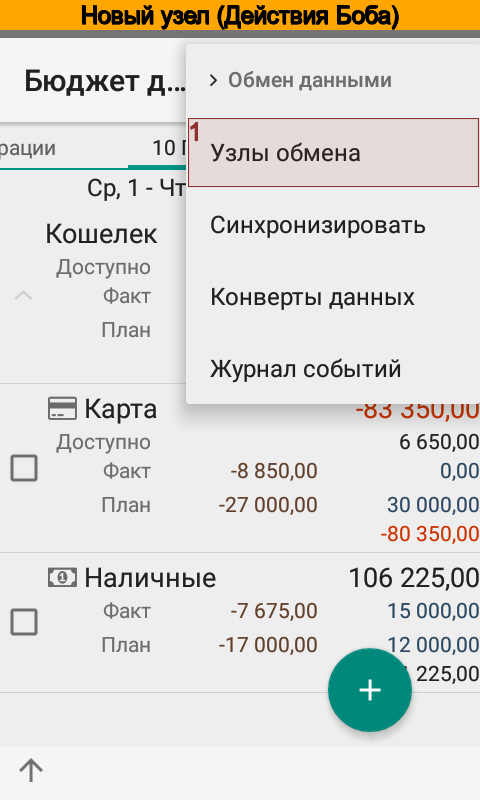 Новый узел (Действия Боба)
Бюджет д...
Обмен данными
1
Узлы обмена
Синхронизировать
Конверты данных
Журнал событий
рации
10 П
Ср, 1 - Чт
Кошелек
Доступно
Факт
План
Карта -83 350,00
Доступно 6 650,00
Факт -8 850,00 0,00
План -27 000,00 30 000,00
-80 350,00
Наличные 106 225,00
Факт -7 675,00 15 000,00
План -17 000,00 12 000,00
225,00
+